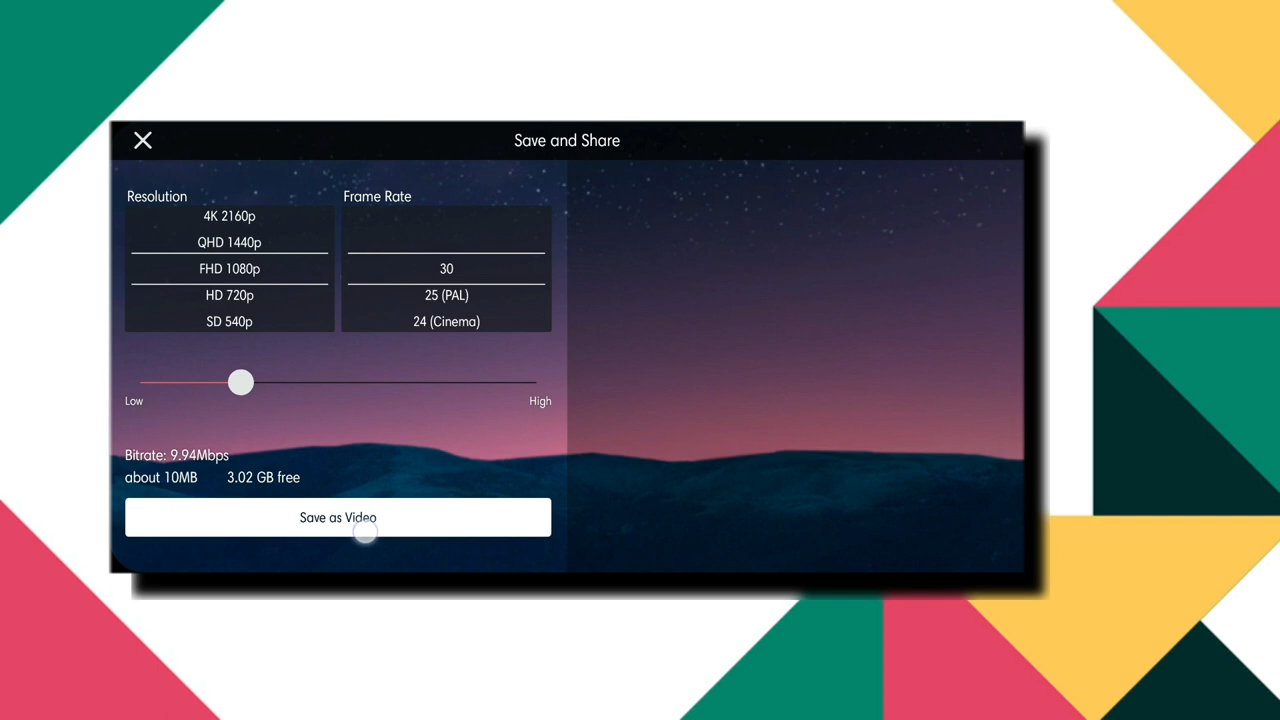 Save and Share
Resolution
Frame Rate
4K 2160p
QHD 1440p
FHD 1080p
HD 720p
SD 540p
30
25 (PAL)
24 (Cinema)
Low
High
Bitrate: 9.94Mbps
about 10MB 3.02 GB free
Save as Video